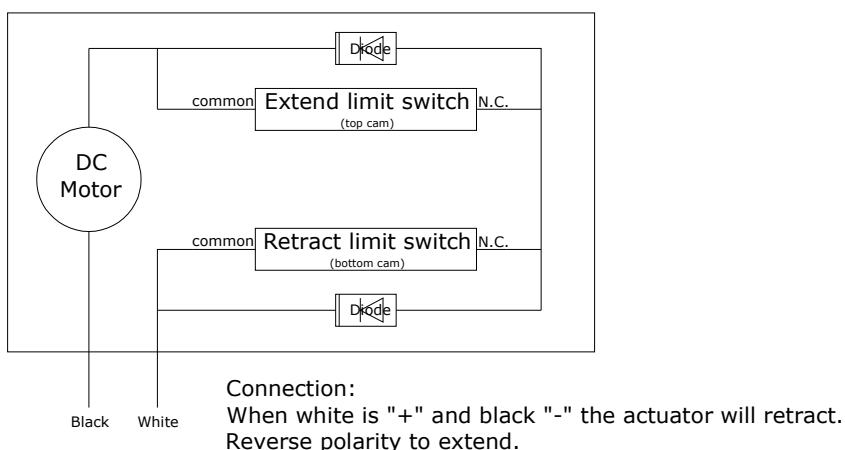 Diode
common Extend limit switch N.C.
(top cam)
DC
Motor
common Retract limit switch N.C.
(bottom cam)
Diode
Black White
Connection:
When white is "+" and black "-" the actuator will retract.
Reverse polarity to extend.